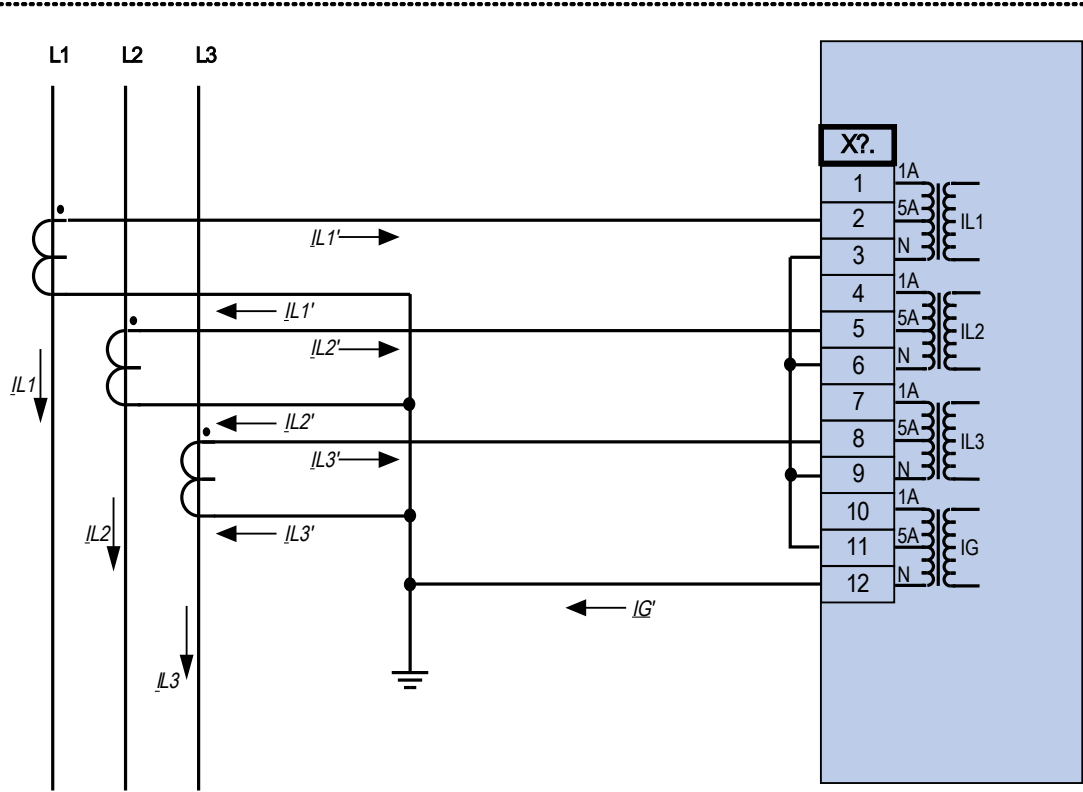 L1 L2 L3
X?.
1 1A
2 5A IL1
3 N
4 1A
5 5A IL2
6 N
7 1A
8 5A IL3
9 N
10 1A
11 5A IG
12 N
IL1'
IL1'
IL2'
IL1
IL2'
IL3'
IL2
IL3'
IG'
IL3